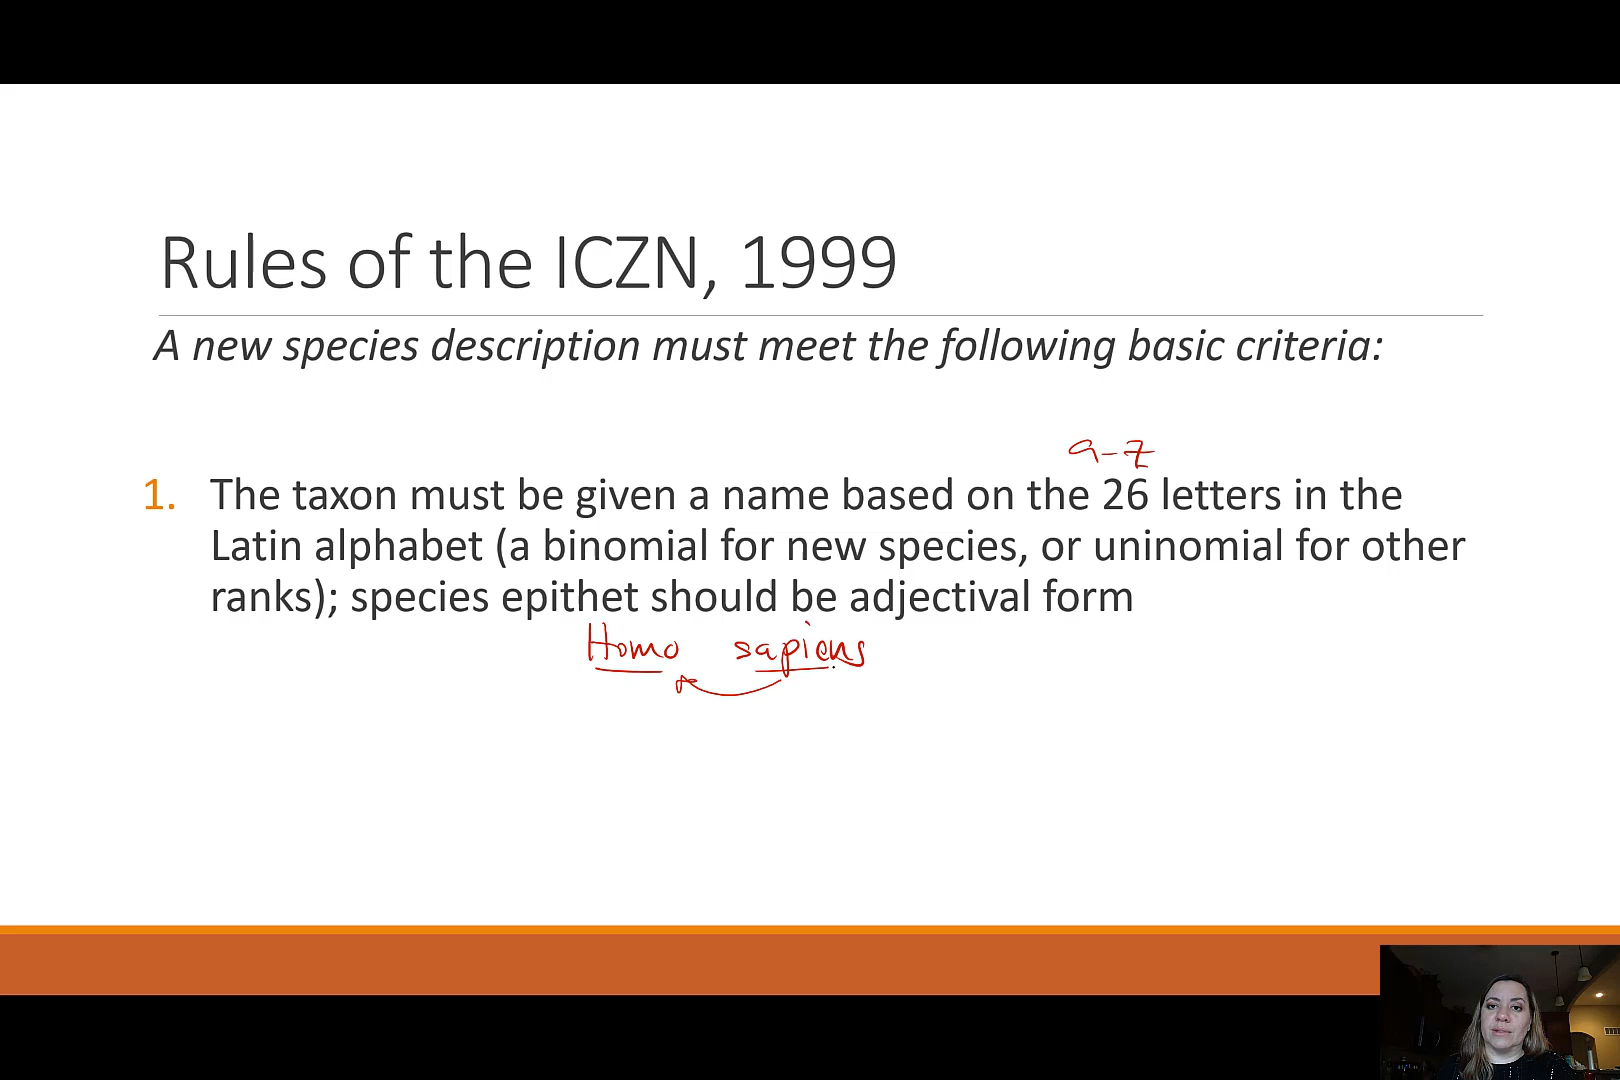 Rules of the ICZN, 1999
A new species description must meet the following basic criteria:
a-z
1. The taxon must be given a name based on the 26 letters in the
Latin alphabet (a binomial for new species, or uninomial for other
ranks); species epithet should be adjectival form
Homo sapiens